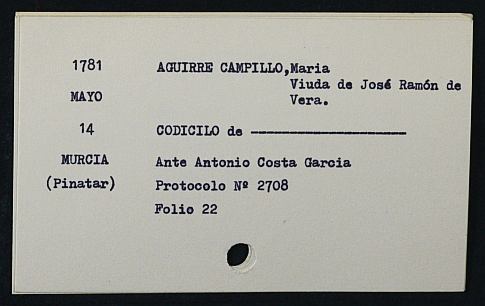 1781 AGUIRRE CAMPILLO,Maria
Viuda de José Ramón de
MAYO Vera.
14 CODICILO de --------------------
MURCIA Ante Antonio Costa Garcia
(Pinatar) Protocolo Nº 2708
Folio 22